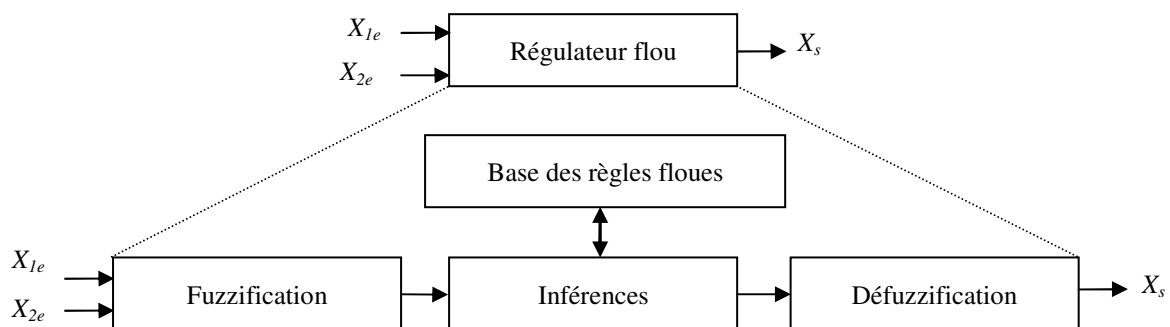 X1e
Régulateur flou
Xs
X2e
Base des règles floues
X1e
X2e
Fuzzification
Inférences
Défuzzification
Xs